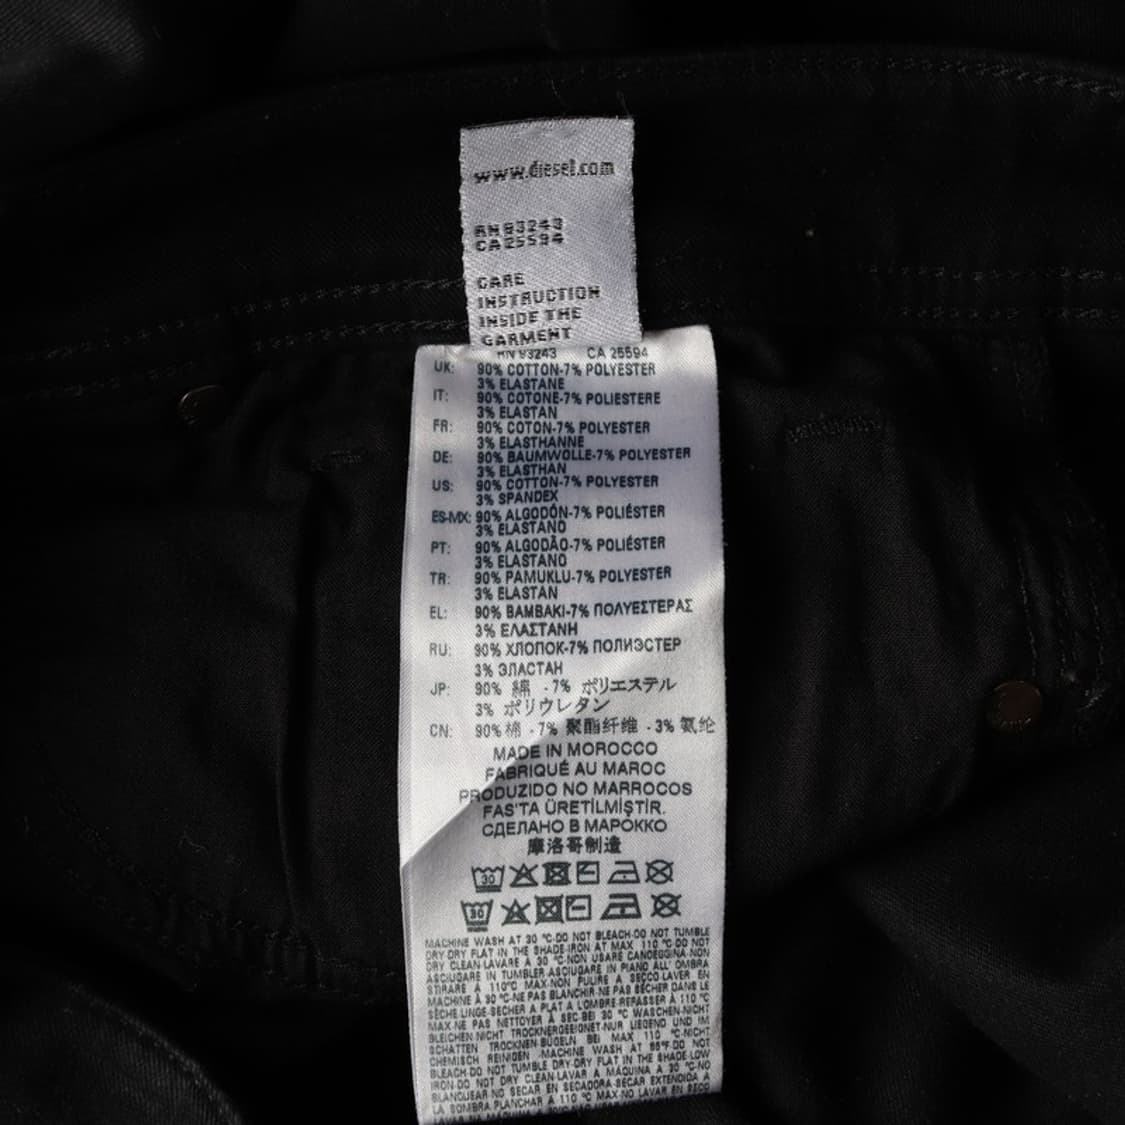 www.diesel.com
RN 93243
CA 25594
CARE
INSTRUCTION
INSIDE THE
GARMENT
RN 93243 CA 25594
UK: 90% COTTON-7% POLYESTER
3% ELASTANE
IT: 90% COTONE-7% POLIESTERE
3% ELASTAN
FR: 90% COTON-7% POLYESTER
3% ELASTHANNE
DE: 90% BAUMWOLLE-7% POLYESTER
3% ELASTHAN
US: 90% COTTON-7% POLYESTER
3% SPANDEX
ES-MX: 90% ALGODÓN-7% POLIÉSTER
3% ELASTANO
PT: 90% ALGODÃO-7% POLIÉSTER
3% ELASTANO
TR: 90% PAMUKLU-7% POLYESTER
3% ELASTAN
EL: 90% ΒΑΜΒΑΚΙ-7% ΠΟΛΥΕΣΤΕΡΑΣ
3% ΕΛΑΣΤΑΝΗ
RU: 90% ХЛОПОК-7% ПОЛИЭСТЕР
3% ЭЛАСТАН
JP: 90% 綿 -7% ポリエステル
3% ポリウレタン
CN: 90% 棉 -7% 聚酯纤维 -3% 氨纶
MADE IN MOROCCO
FABRIQUÉ AU MAROC
PRODUZIDO NO MARROCOS
FAS'TA ÜRETİLMİŞTİR.
СДЕЛАНО В МАРОККО
摩洛哥制造
30
30
MACHINE WASH AT 30 °C-DO NOT BLEACH-DO NOT TUMBLE
DRY-DRY FLAT IN THE SHADE-IRON AT MAX 110 °C-DO NOT
DRY CLEAN-LAVARE A 30 °C-NON USARE CANDEGGINA-NON
ASCIUGARE IN TUMBLER-ASCIUGARE IN PIANO ALL' OMBRA
STIRARE A 110°C MAX-NON PULIRE A SECCO-LAVER EN
MACHINE À 30 °C-NE PAS BLANCHIR-NE PAS SÉCHER DANS LE
SÈCHE LINGE-SÉCHER A PLAT A L'OMBRE-REPASSER À 110 °C
MAX-NE PAS NETTOYER À SEC-BEI 30 °C WASCHEN-NICHT
BLEICHEN-NICHT TROCKNERGEEIGNET-NUR LIEGEND UND IM
SCHATTEN TROCKNEN-BÜGELN BEI MAX 110 °C-NICHT
CHEMISCH REINIGEN -MACHINE WASH AT 86°F-DO NOT
BLEACH-DO NOT TUMBLE DRY-DRY FLAT IN THE SHADE-LOW
IRON-DO NOT DRY CLEAN-LAVAR A MÁQUINA A 30 °C-NO
BLANQUEAR-NO SECAR EN SECADORA-SECAR EXTENDIDA A
LA SOMBRA PLANCHAR A 110 °C MAX-NO LAVAR EN SECO